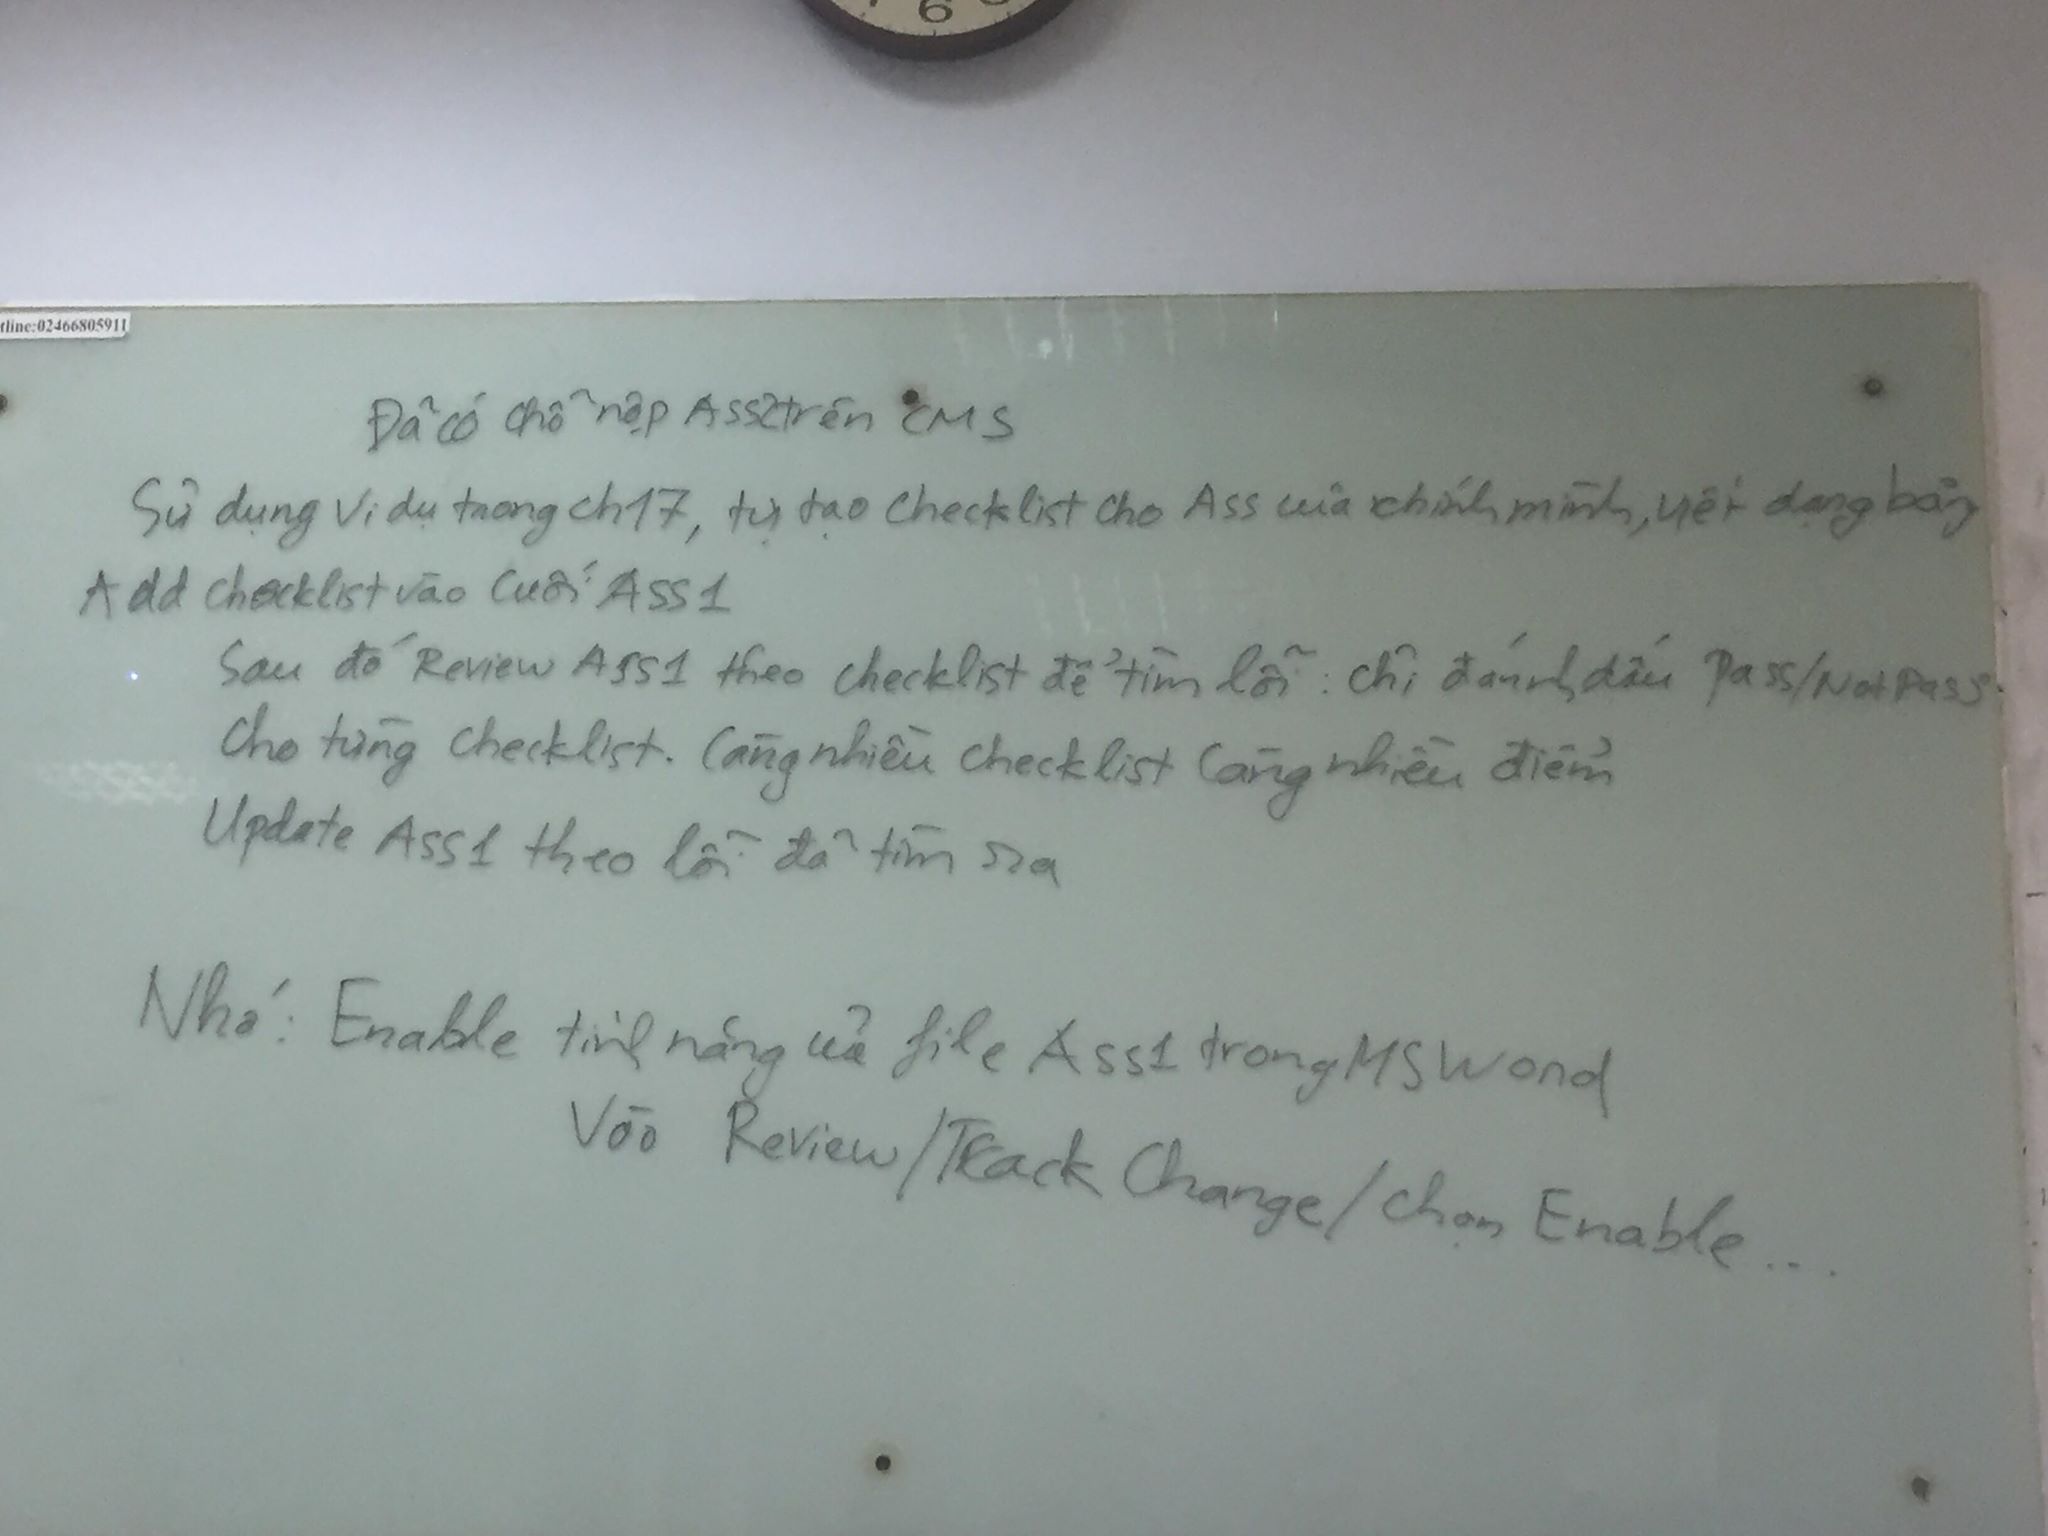 6
tline:02466805911
Đã có chỗ nộp Ass2 trên CMS
Sử dụng ví dụ trong ch17, tự tạo checklist cho Ass của chính mình, viết dạng bảng
Add checklist vào cuối Ass1
Sau đó Review Ass1 theo checklist để tìm lỗi: chỉ đánh dấu Pass/Not Pass
cho từng checklist. Càng nhiều checklist càng nhiều điểm
Update Ass1 theo lỗi đã tìm ra
Nhớ: Enable tính năng của file Ass1 trong MS Word
Vào Review/Track Change/chọn Enable...